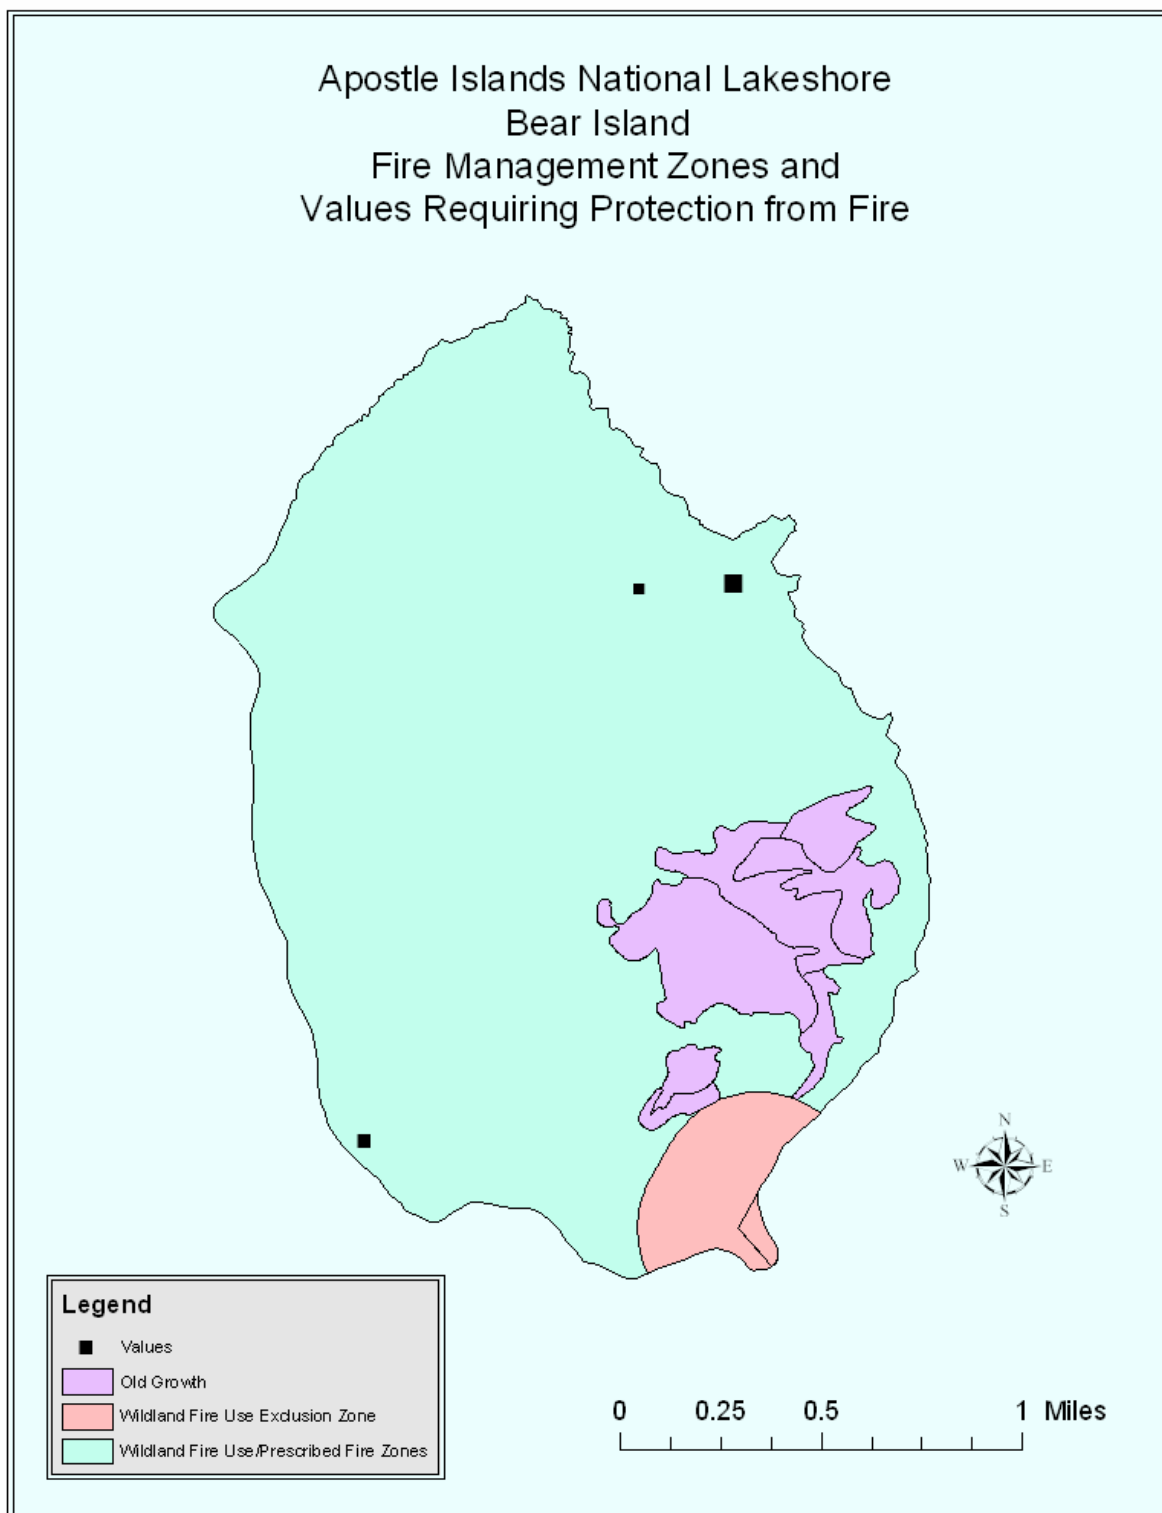 Apostle Islands National Lakeshore
Bear Island
Fire Management Zones and
Values Requiring Protection from Fire
N
W E
S
Legend
Values
Old Growth
Wildland Fire Use Exclusion Zone
Wildland Fire Use/Prescribed Fire Zones
0 0.25 0.5 1 Miles